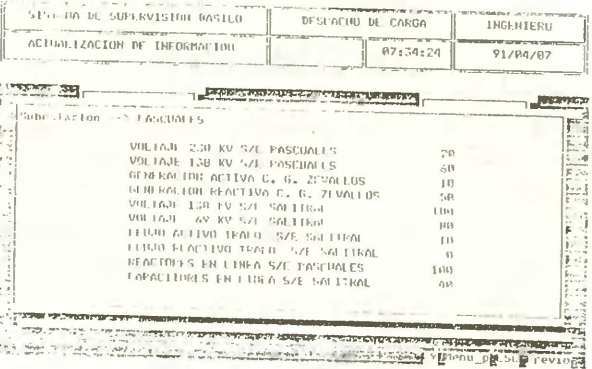 SISTEMA DE SUPERVISION BASICO
DESPACHO DE CARGA
INGENIERO
ACTUALIZACION DE INFORMACION
07:34:24
91/04/07
Subestacion --> PASCUALES
VOLTAJE 230 KV S/E PASCUALES 20
VOLTAJE 138 KV S/E PASCUALES 60
GENERACION ACTIVA C. G. ZEVALLOS 10
GENERACION REACTIVA C. G. ZEVALLOS 50
VOLTAJE 138 KV S/E SALITRAL 100
VOLTAJE 69 KV S/E SALITRAL 80
FLUJO ACTIVO TRAFO S/E SALITRAL 10
FLUJO REACTIVO TRAFO S/E SALITRAL 0
REACTORES EN LINEA S/E PASCUALES 100
CAPACITORES EN LINEA S/E SALITRAL